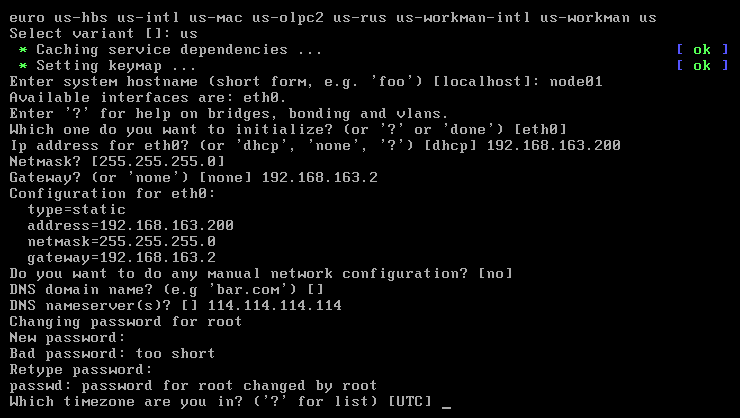 euro us-hbs us-intl us-mac us-olpc2 us-rus us-workman-intl us-workman us
Select variant []: us
 * Caching service dependencies ... [ ok ]
 * Setting keymap ... [ ok ]
Enter system hostname (short form, e.g. 'foo') [localhost]: node01
Available interfaces are: eth0.
Enter '?' for help on bridges, bonding and vlans.
Which one do you want to initialize? (or '?' or 'done') [eth0]
Ip address for eth0? (or 'dhcp', 'none', '?') [dhcp] 192.168.163.200
Netmask? [255.255.255.0]
Gateway? (or 'none') [none] 192.168.163.2
Configuration for eth0:
  type=static
  address=192.168.163.200
  netmask=255.255.255.0
  gateway=192.168.163.2
Do you want to do any manual network configuration? [no]
DNS domain name? (e.g 'bar.com') []
DNS nameserver(s)? [] 114.114.114.114
Changing password for root
New password:
Bad password: too short
Retype password:
passwd: password for root changed by root
Which timezone are you in? ('?' for list) [UTC] _